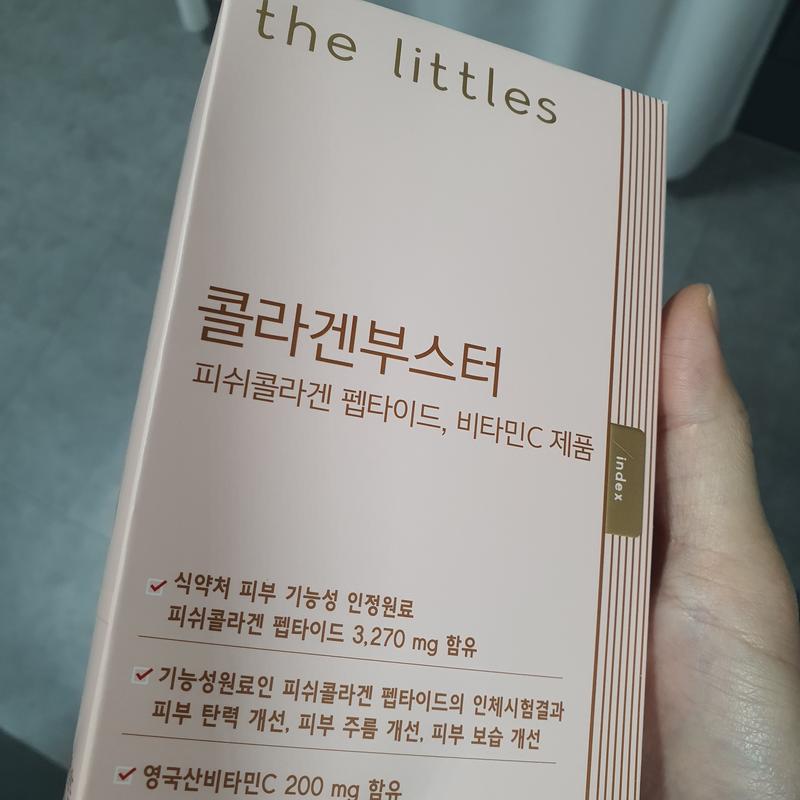 the littles
콜라겐부스터
피쉬콜라겐 펩타이드, 비타민C 제품
index
식약처 피부 기능성 인정원료
피쉬콜라겐 펩타이드 3,270 mg 함유
기능성원료인 피쉬콜라겐 펩타이드의 인체시험결과
피부 탄력 개선, 피부 주름 개선, 피부 보습 개선
영국산비타민C 200 mg 함유